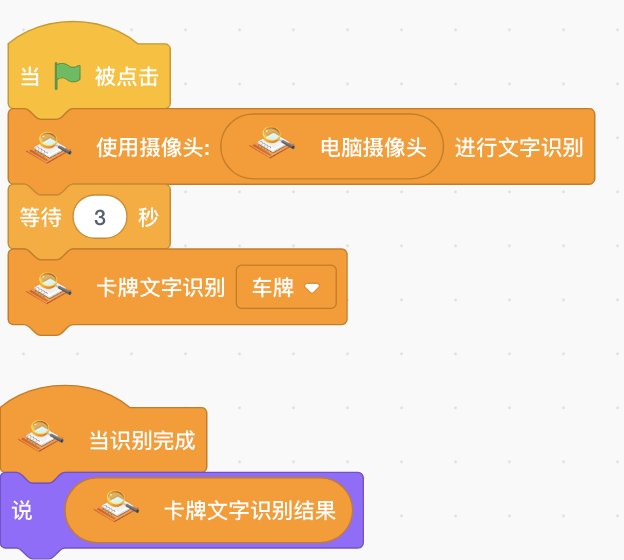 当 被点击
使用摄像头: 电脑摄像头 进行文字识别
等待 3 秒
卡牌文字识别 车牌
当识别完成
说 卡牌文字识别结果